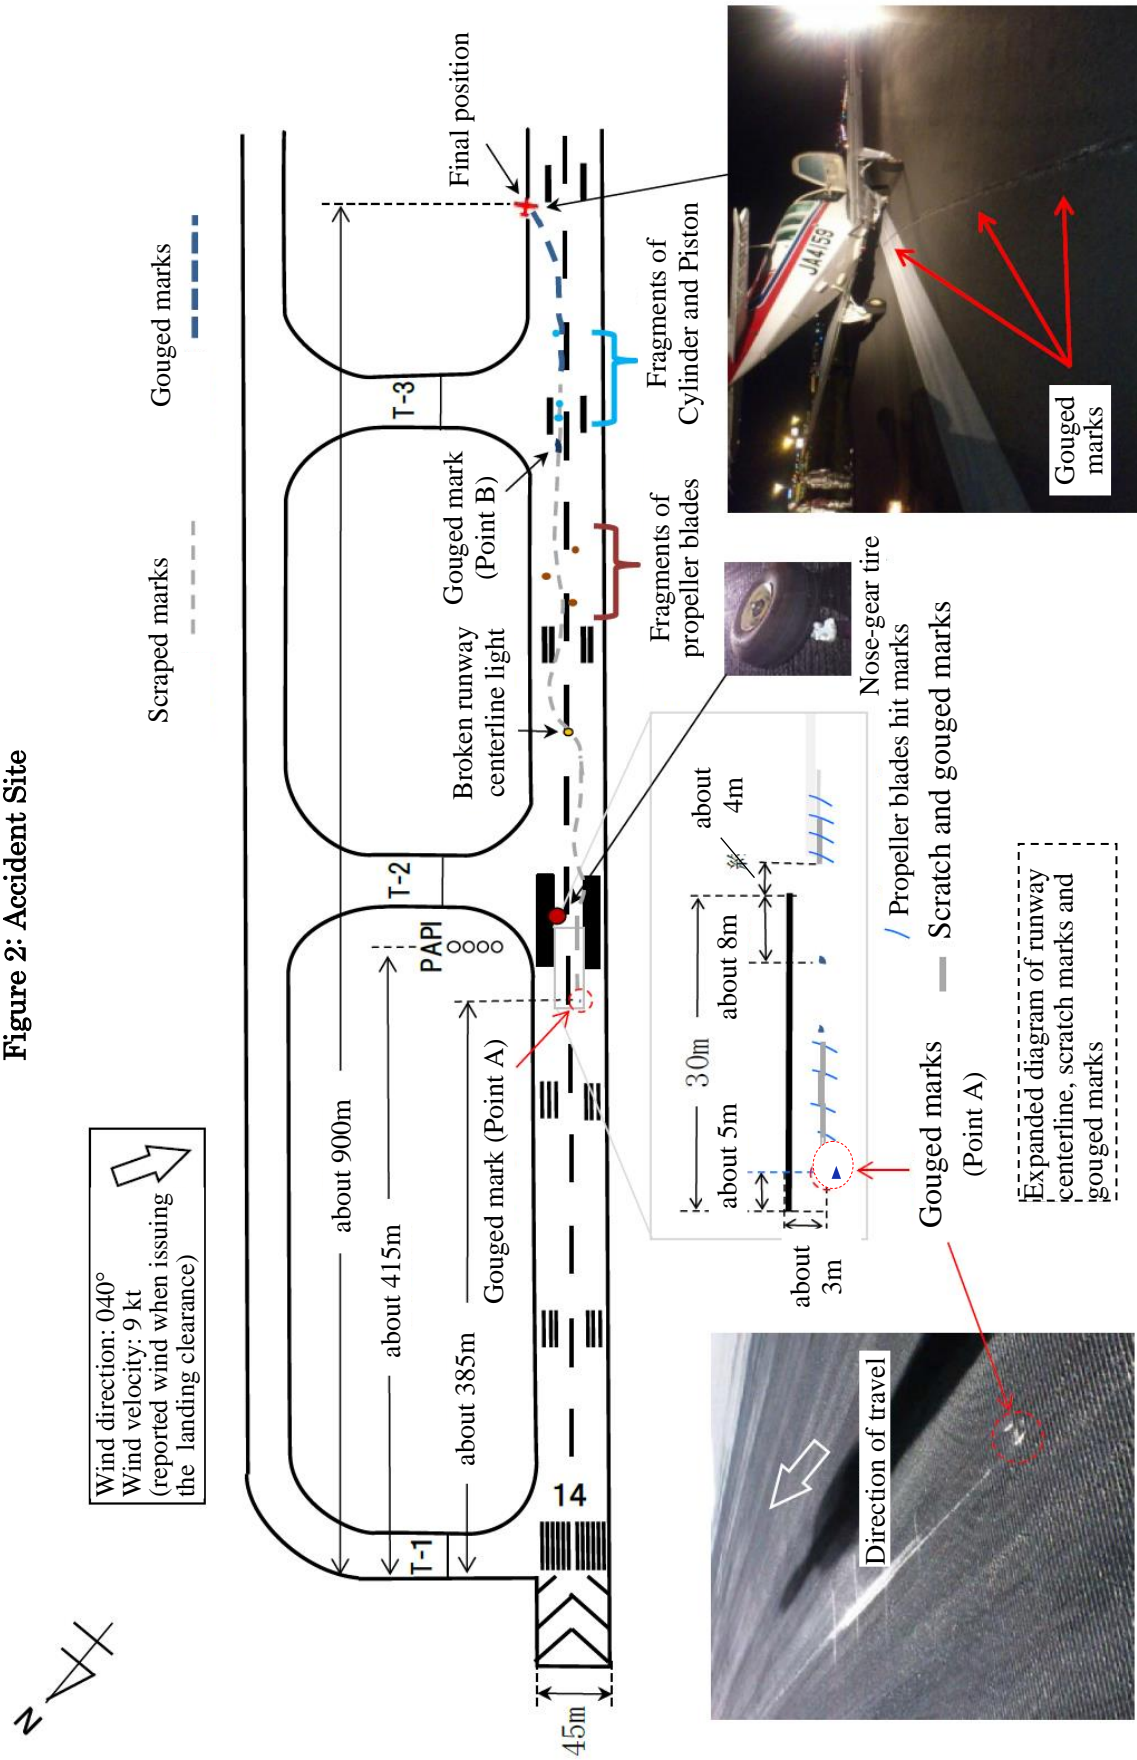 Figure 2: Accident Site
N
Wind direction: 040°
Wind velocity: 9 kt
(reported wind when issuing
the landing clearance)
Scraped marks
Gouged marks
about 900m
about 415m
about 385m
T-1
PAPI
T-2
T-3
Final position
Gouged mark (Point A)
Broken runway
centerline light
Gouged mark
(Point B)
14
45m
Fragments of
propeller blades
Fragments of
Cylinder and Piston
about 5m
30m
about 8m
about
4m
about
3m
Nose-gear tire
Propeller blades hit marks
Scratch and gouged marks
Gouged marks
(Point A)
Expanded diagram of runway
centerline, scratch marks and
gouged marks
Direction of travel
JA4159
Gouged
marks